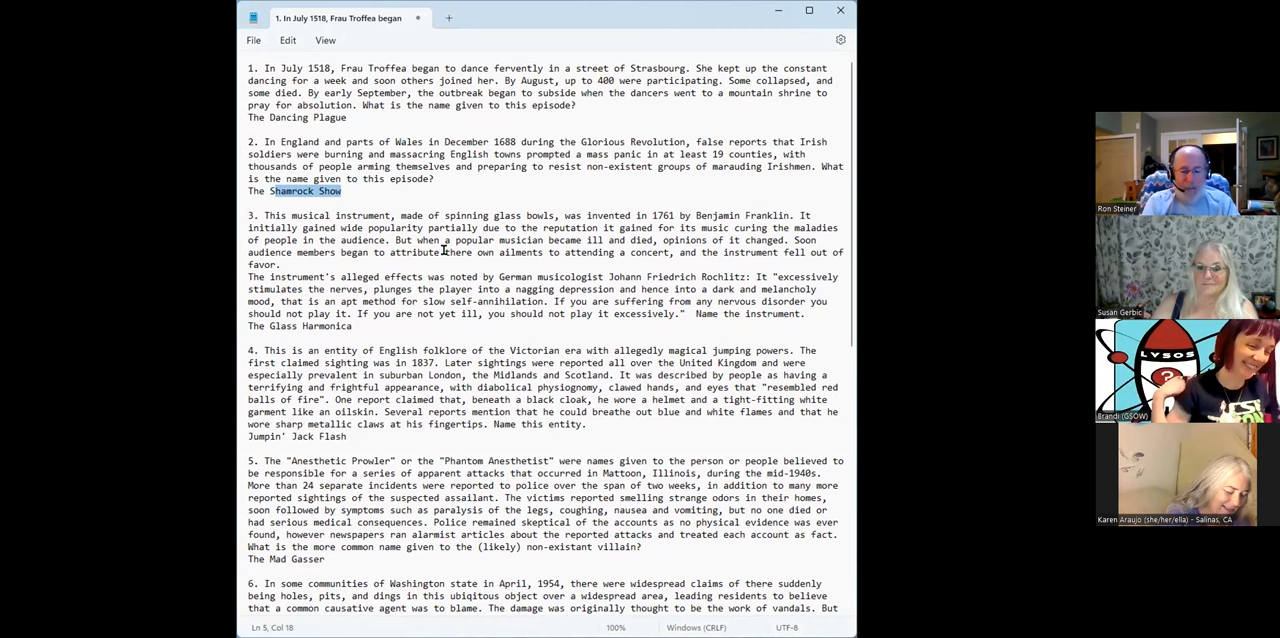 1. In July 1518, Frau Troffea began
File
Edit
View
1. In July 1518, Frau Troffea began to dance fervently in a street of Strasbourg. She kept up the constant
dancing for a week and soon others joined her. By August, up to 400 were participating. Some collapsed, and
some died. By early September, the outbreak began to subside when the dancers went to a mountain shrine to
pray for absolution. What is the name given to this episode?
The Dancing Plague
2. In England and parts of Wales in December 1688 during the Glorious Revolution, false reports that Irish
soldiers were burning and massacring English towns prompted a mass panic in at least 19 counties, with
thousands of people arming themselves and preparing to resist non-existent groups of marauding Irishmen. What
is the name given to this episode?
The Shamrock Show
3. This musical instrument, made of spinning glass bowls, was invented in 1761 by Benjamin Franklin. It
initially gained wide popularity partially due to the reputation it gained for its music curing the maladies
of people in the audience. But when a popular musician became ill and died, opinions of it changed. Soon
audience members began to attribute there own ailments to attending a concert, and the instrument fell out of
favor.
The instrument's alleged effects was noted by German musicologist Johann Friedrich Rochlitz: It "excessively
stimulates the nerves, plunges the player into a nagging depression and hence into a dark and melancholy
mood, that is an apt method for slow self-annihilation. If you are suffering from any nervous disorder you
should not play it. If you are not yet ill, you should not play it excessively."  Name the instrument.
The Glass Harmonica
4. This is an entity of English folklore of the Victorian era with allegedly magical jumping powers. The
first claimed sighting was in 1837. Later sightings were reported all over the United Kingdom and were
especially prevalent in suburban London, the Midlands and Scotland. It was described by people as having a
terrifying and frightful appearance, with diabolical physiognomy, clawed hands, and eyes that "resembled red
balls of fire". One report claimed that, beneath a black cloak, he wore a helmet and a tight-fitting white
garment like an oilskin. Several reports mention that he could breathe out blue and white flames and that he
wore sharp metallic claws at his fingertips. Name this entity.
Jumpin' Jack Flash
5. The "Anesthetic Prowler" or the "Phantom Anesthetist" were names given to the person or people believed to
be responsible for a series of apparent attacks that occurred in Mattoon, Illinois, during the mid-1940s.
More than 24 separate incidents were reported to police over the span of two weeks, in addition to many more
reported sightings of the suspected assailant. The victims reported smelling strange odors in their homes,
soon followed by symptoms such as paralysis of the legs, coughing, nausea and vomiting, but no one died or
had serious medical consequences. Police remained skeptical of the accounts as no physical evidence was ever
found, however newspapers ran alarmist articles about the reported attacks and treated each account as fact.
What is the more common name given to the (likely) non-existant villain?
The Mad Gasser
6. In some communities of Washington state in April, 1954, there were widespread claims of there suddenly
being holes, pits, and dings in this ubiqitous object over a widespread area, leading residents to believe
that a common causative agent was to blame. The damage was originally thought to be the work of vandals. But
Ln 5, Col 18
100%
Windows (CRLF)
UTF-8
Ron Steiner
Susan Gerbic
LVSOS
?
Brandi (GSOW)
Karen Araujo (she/her/ella) - Salinas, CA